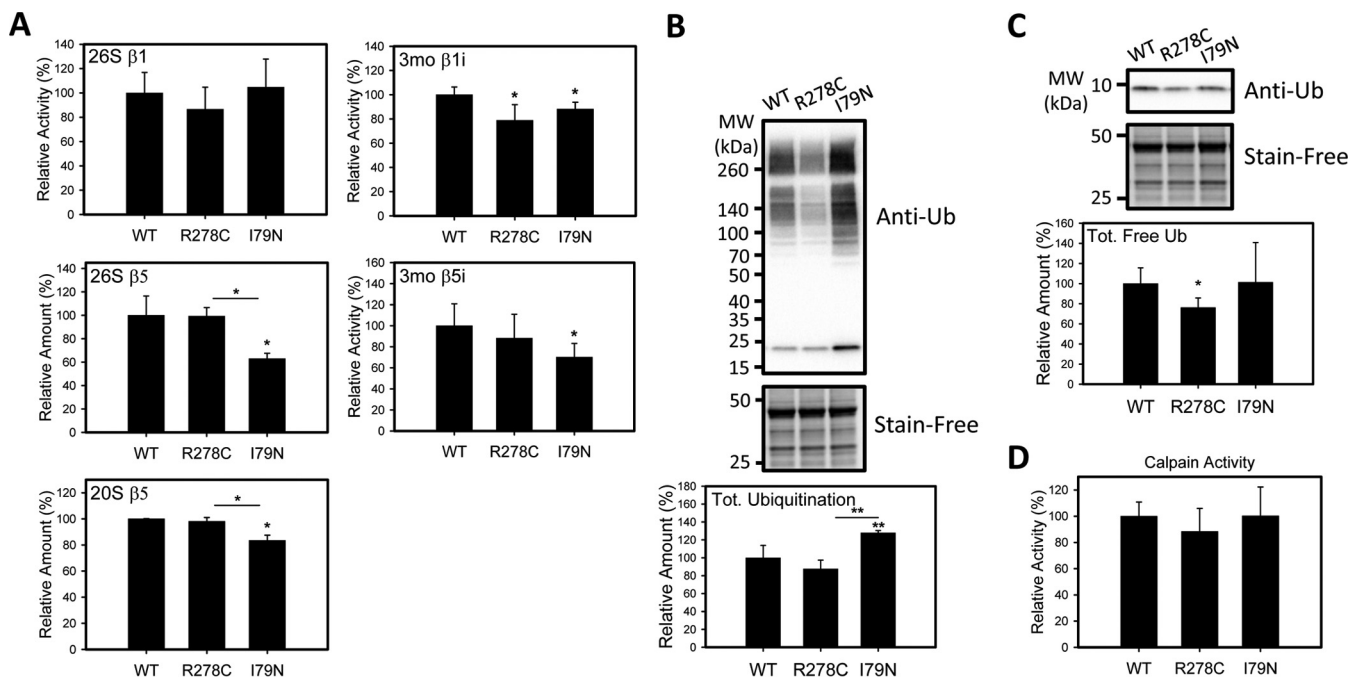 A
26S β1
Relative Activity (%)
140
120
100
80
60
40
20
0
WT R278C I79N
3mo β1i
Relative Activity (%)
140
120
100
80
60
40
20
0
* *
WT R278C I79N
26S β5
Relative Amount (%)
140
120
100
80
60
40
20
0
*
*
WT R278C I79N
3mo β5i
Relative Activity (%)
160
140
120
100
80
60
40
20
0
*
WT R278C I79N
20S β5
Relative Amount (%)
120
100
80
60
40
20
0
*
*
WT R278C I79N
B
WT R278C I79N
MW
(kDa)
260
140
100
70
50
40
35
25
15
Anti-Ub
50
25
Stain-Free
Tot. Ubiquitination
Relative Amount (%)
180
160
140
120
100
80
60
40
20
0
**
**
WT R278C I79N
C
WT R278C I79N
MW
(kDa)
10
Anti-Ub
50
25
Stain-Free
Tot. Free Ub
Relative Amount (%)
160
140
120
100
80
60
40
20
0
*
WT R278C I79N
D
Calpain Activity
Relative Activity (%)
120
100
80
60
40
20
0
WT R278C I79N